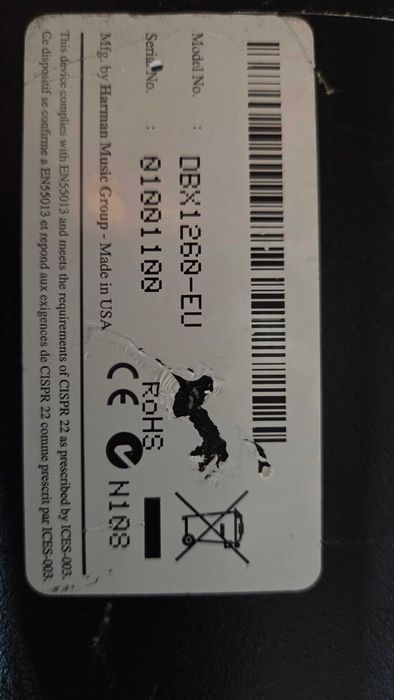 Model No. : DBX1260-EU
Serial No. : 01001100
RoHS
Mfg. by Harman Music Group - Made in USA
CE N108
This device complies with EN55013 and meets the requirements of CISPR 22 as prescribed by ICES-003.
Ce dispositif se confirme a EN55013 et repond aux exigences de CISPR 22 comme prescrit par ICES-003.